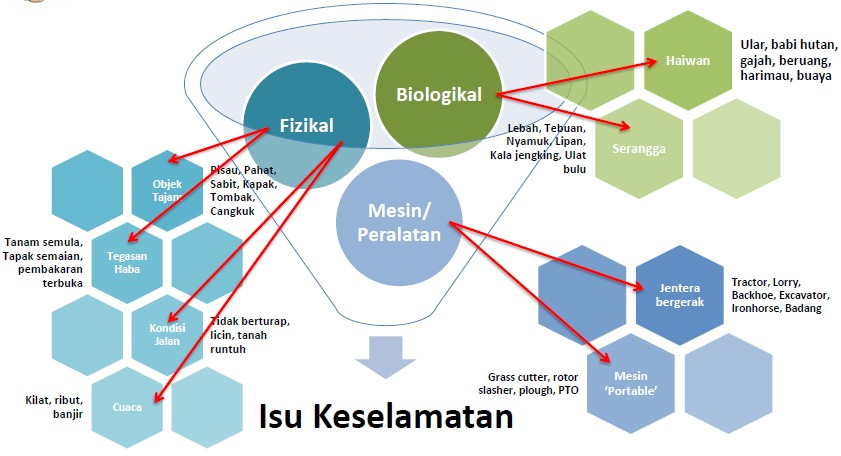 Biologikal
Fizikal
Mesin/
Peralatan
Haiwan
Ular, babi hutan,
gajah, beruang,
harimau, buaya
Serangga
Lebah, Tebuan,
Nyamuk, Lipan,
Kala jengking, Ulat
bulu
Objek
Tajam
Pisau, Pahat,
Sabit, Kapak,
Tombak,
Cangkuk
Tegasan
Haba
Tanam semula,
Tapak semaian,
pembakaran
terbuka
Kondisi
Jalan
Tidak berturap,
licin, tanah
runtuh
Cuaca
Kilat, ribut,
banjir
Jentera
bergerak
Tractor, Lorry,
Backhoe, Excavator,
Ironhorse, Badang
Mesin
‘Portable’
Grass cutter, rotor
slasher, plough, PTO
Isu Keselamatan